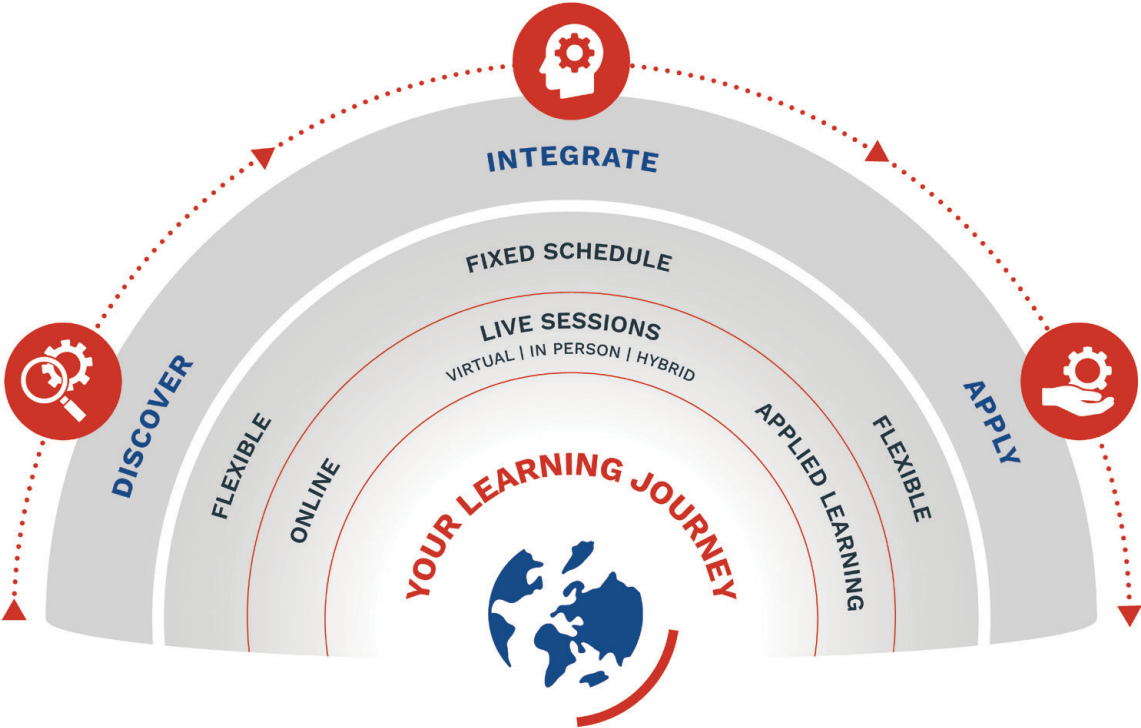 INTEGRATE
DISCOVER
APPLY
FIXED SCHEDULE
FLEXIBLE
FLEXIBLE
LIVE SESSIONS
VIRTUAL | IN PERSON | HYBRID
ONLINE
APPLIED LEARNING
YOUR LEARNING JOURNEY